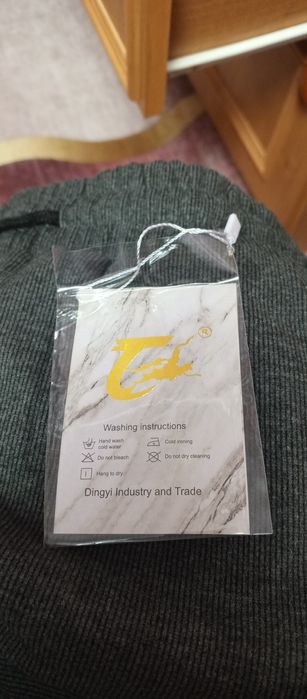 ®
Washing instructions
Hand wash
cold water
Cold ironing
Do not bleach
Do not dry cleaning
Hang to dry
Dingyi Industry and Trade